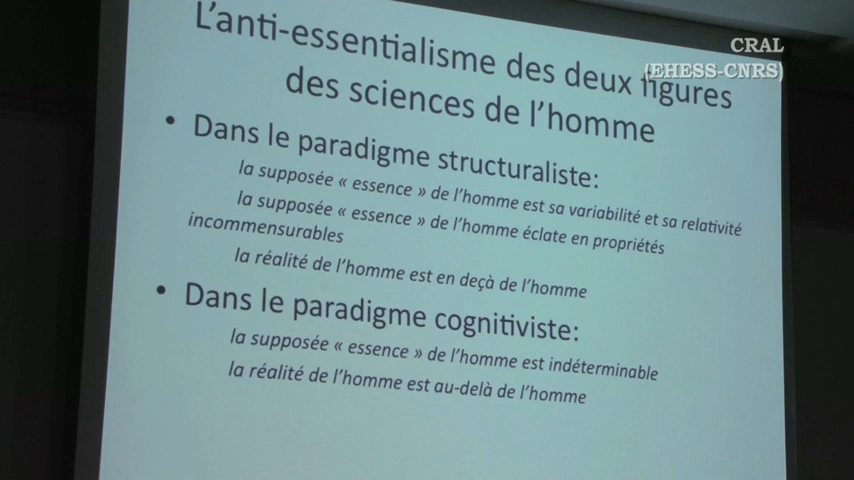 L'anti-essentialisme des deux figures
des sciences de l'homme
CRAL
(EHESS-CNRS)
• Dans le paradigme structuraliste:
la supposée « essence » de l'homme est sa variabilité et sa relativité
la supposée « essence » de l'homme éclate en propriétés
incommensurables
la réalité de l'homme est en deçà de l'homme
• Dans le paradigme cognitiviste:
la supposée « essence » de l'homme est indéterminable
la réalité de l'homme est au-delà de l'homme